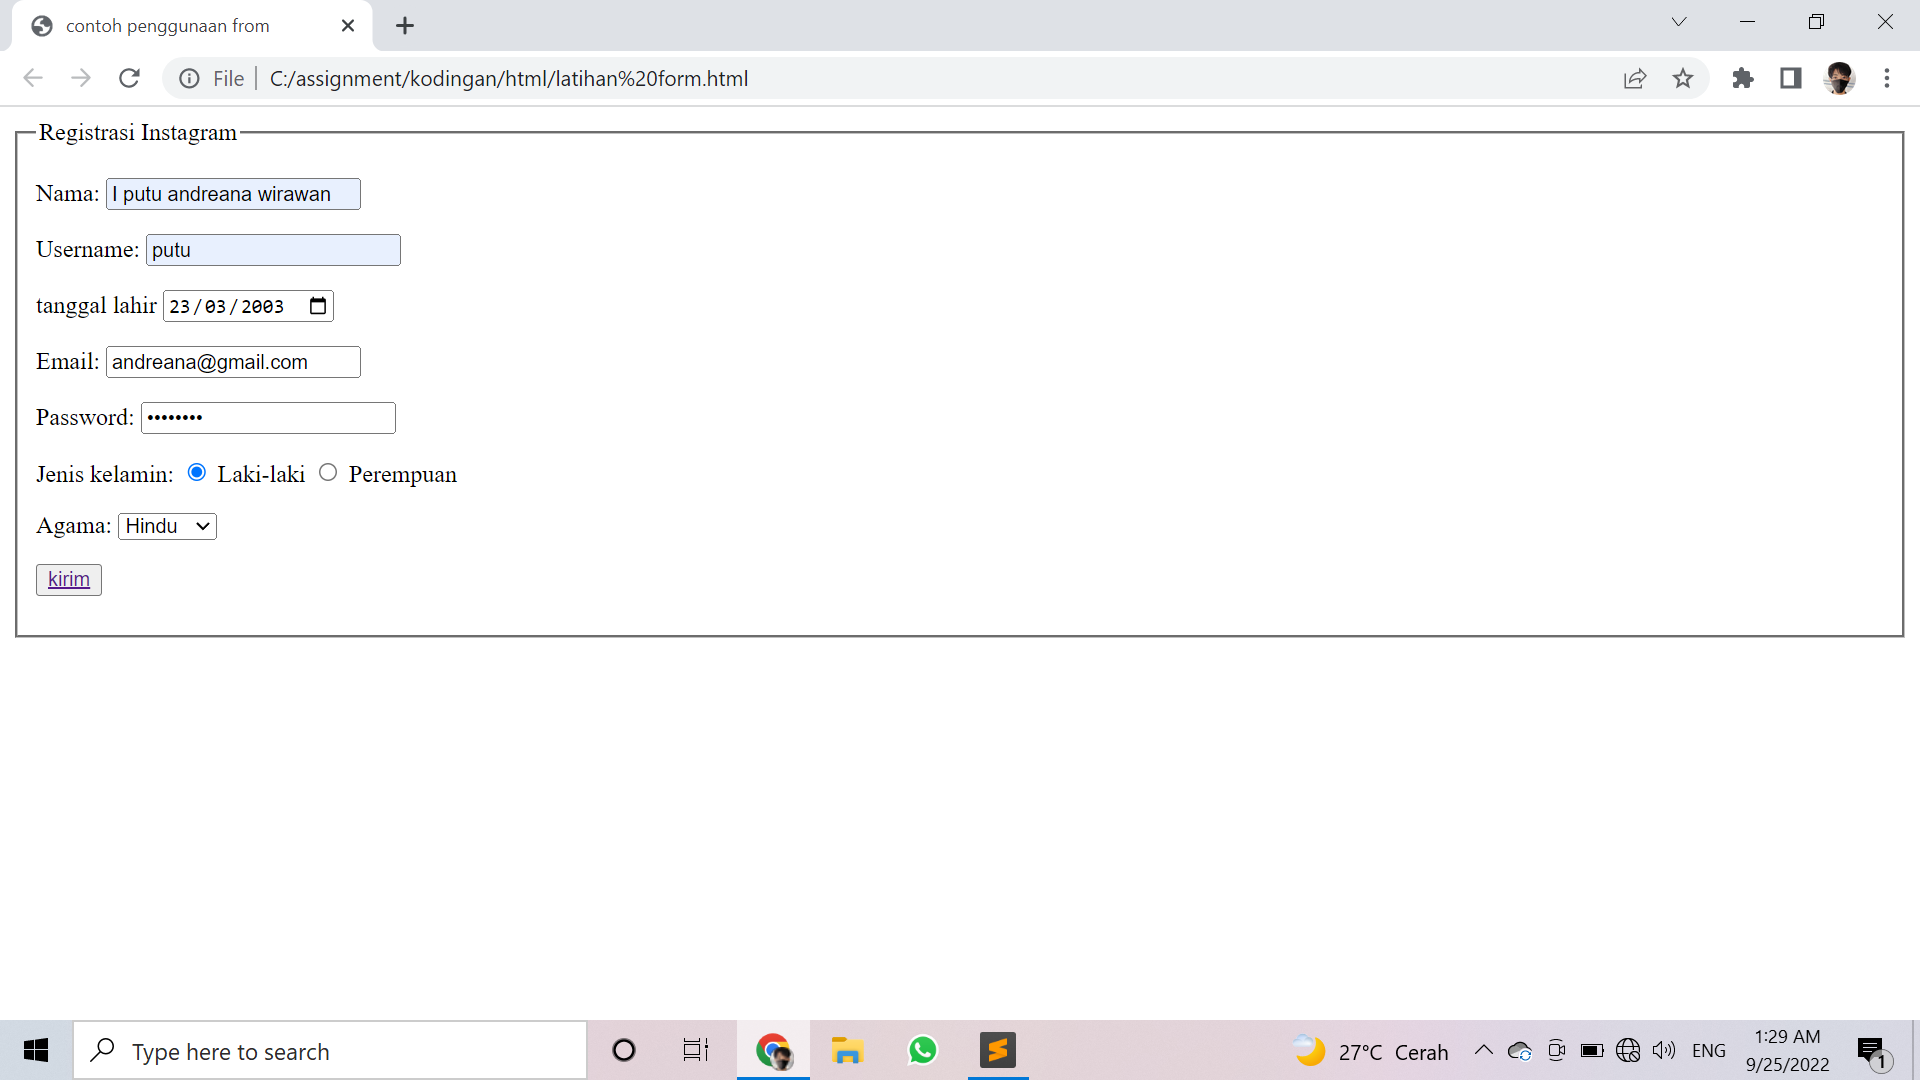 contoh penggunaan from
File
C:/assignment/kodingan/html/latihan%20form.html
Registrasi Instagram
Nama: I putu andreana wirawan
Username: putu
tanggal lahir 23/03/2003
Email: andreana@gmail.com
Password: ••••••••
Jenis kelamin: Laki-laki Perempuan
Agama: Hindu
kirim
Type here to search
27°C Cerah
ENG
1:29 AM
9/25/2022
1